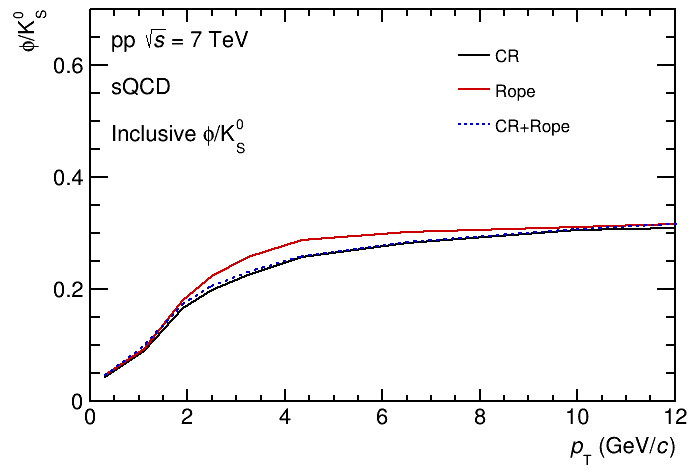 ϕ/K⁰_S
pp √s = 7 TeV
sQCD
Inclusive ϕ/K⁰_S
CR
Rope
CR+Rope
0.6
0.4
0.2
0
0 2 4 6 8 10 12
p_T (GeV/c)